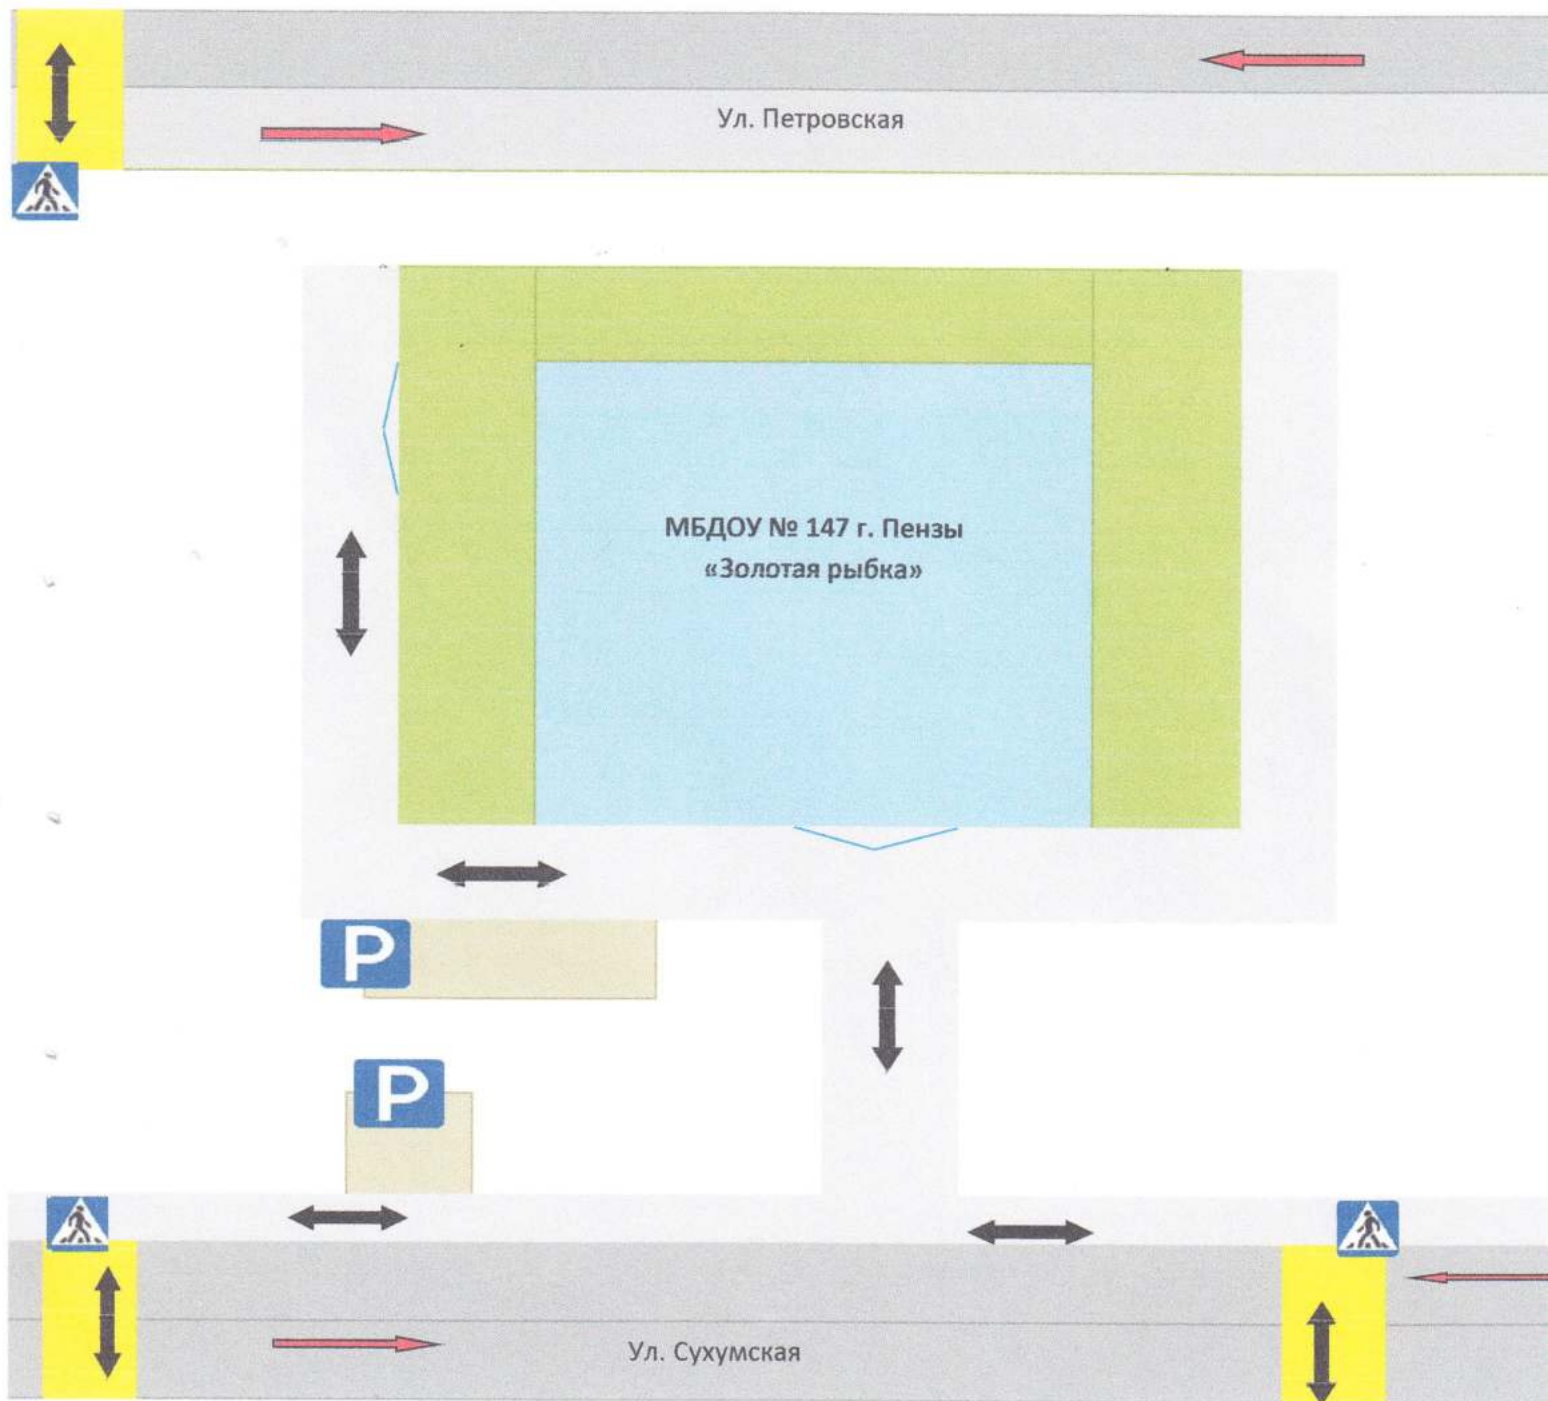 Ул. Петровская
МБДОУ № 147 г. Пензы
«Золотая рыбка»
P
P
Ул. Сухумская